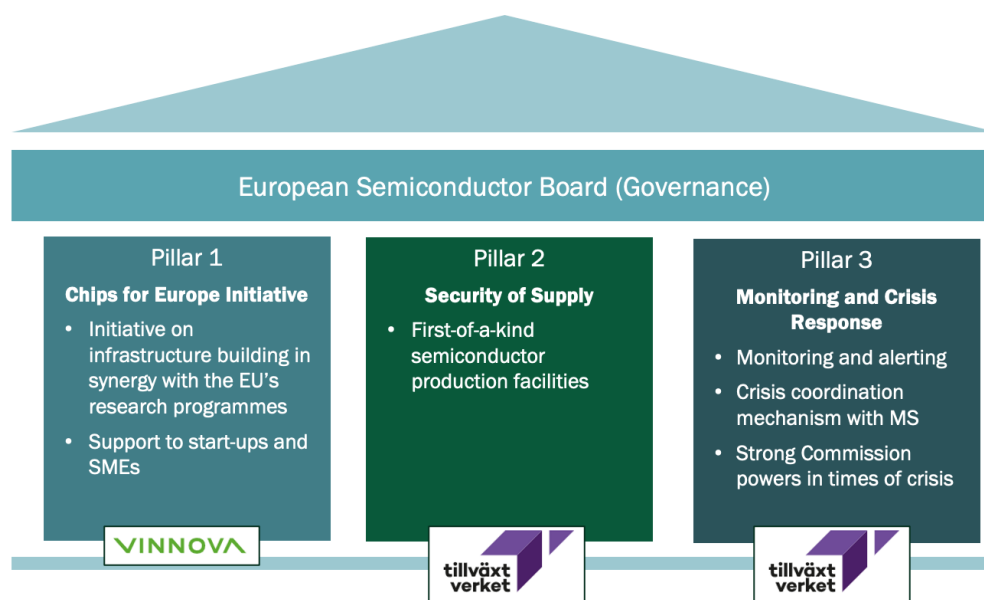 European Semiconductor Board (Governance)
Pillar 1
Chips for Europe Initiative
• Initiative on
infrastructure building in
synergy with the EU's
research programmes
• Support to start-ups and
SMEs
VINNOVA
Pillar 2
Security of Supply
• First-of-a-kind
semiconductor
production facilities
tillväxt
verket
Pillar 3
Monitoring and Crisis
Response
• Monitoring and alerting
• Crisis coordination
mechanism with MS
• Strong Commission
powers in times of crisis
tillväxt
verket